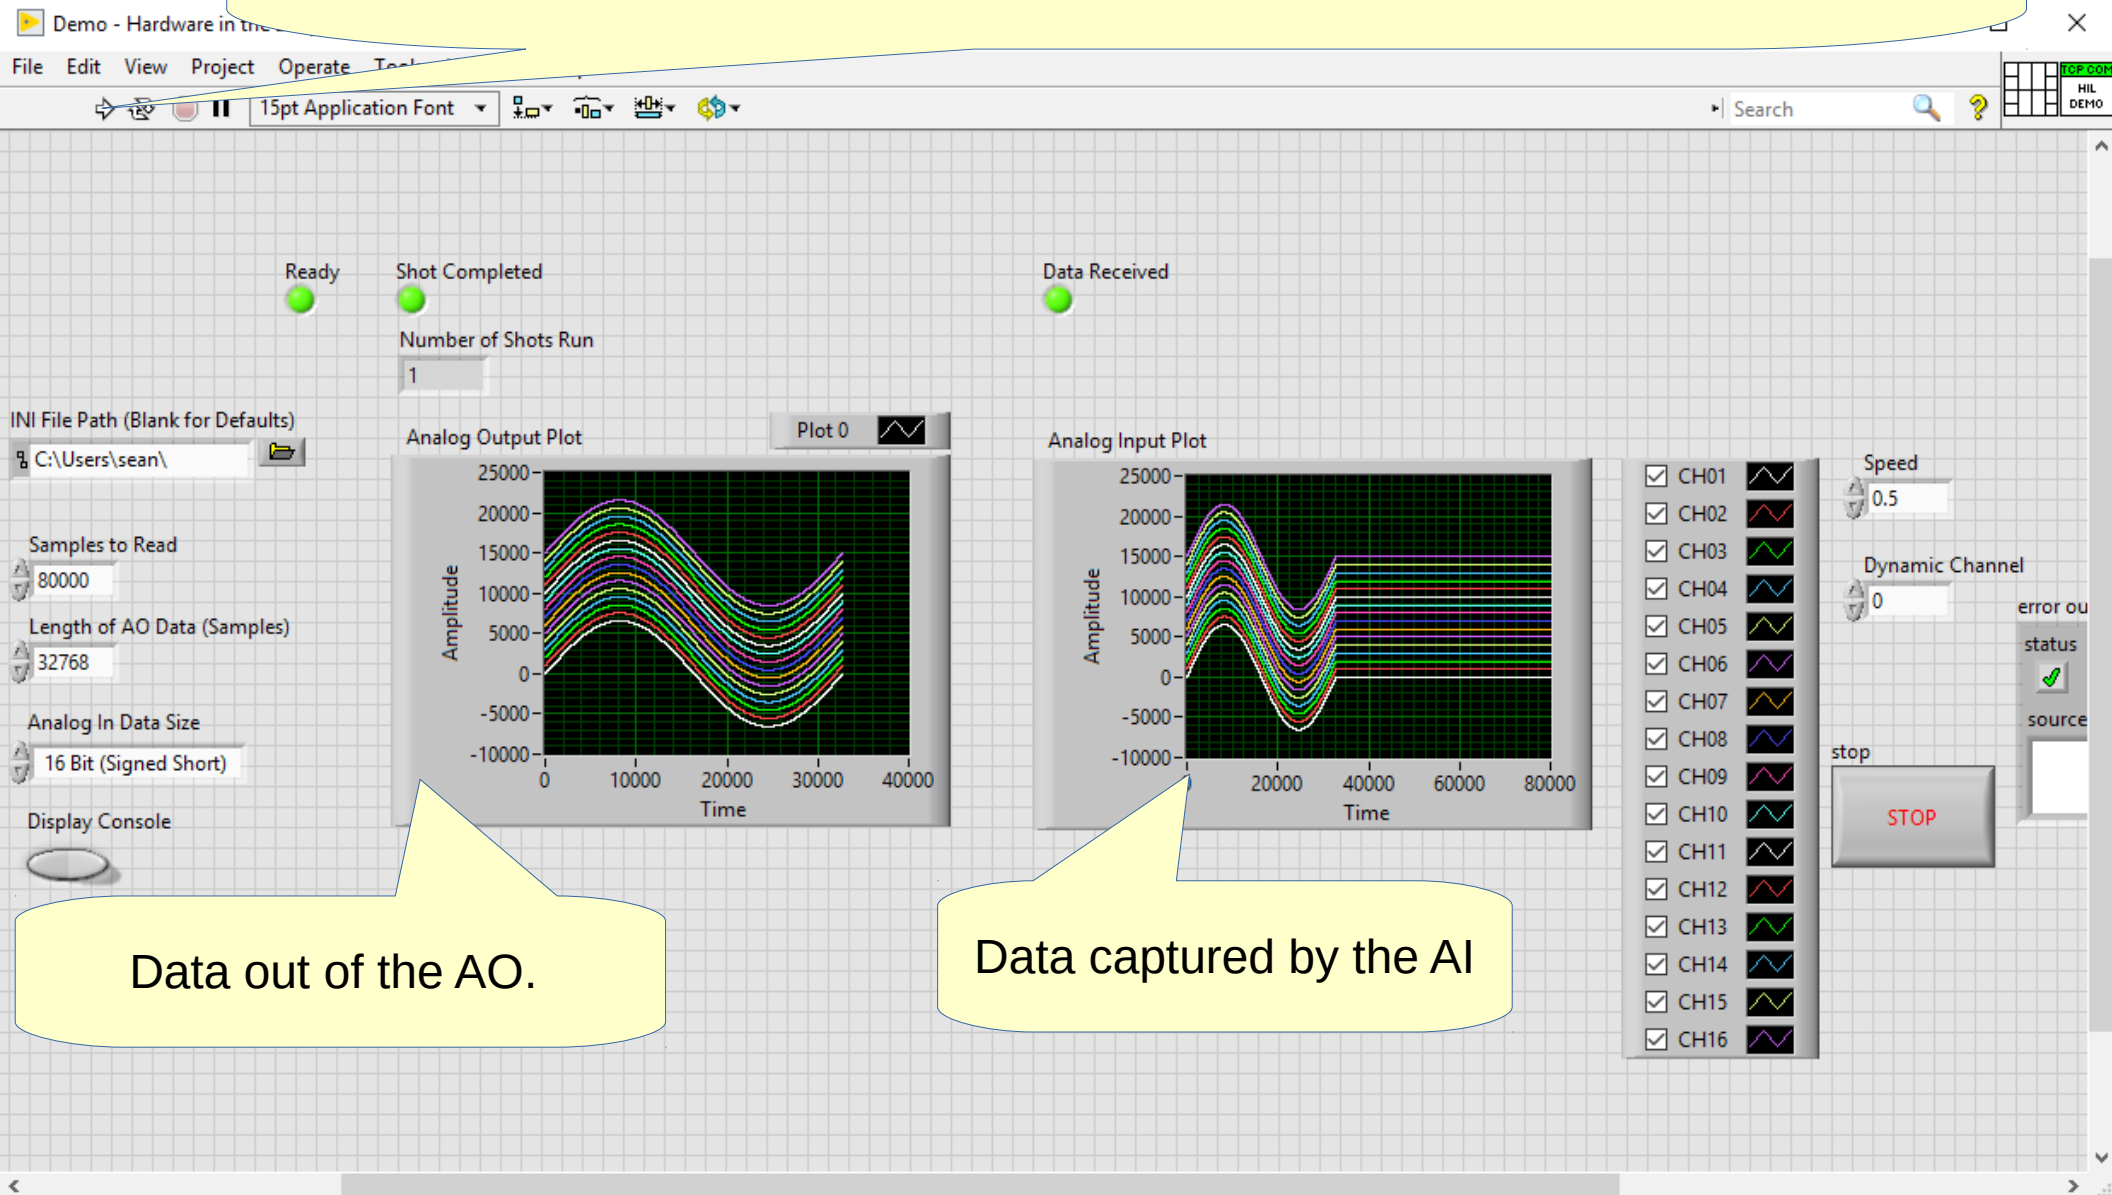 Demo - Hardware in the
File Edit View Project Operate
15pt Application Font
Search
TCP COM
HIL
DEMO
Ready
Shot Completed
Data Received
Number of Shots Run
1
INI File Path (Blank for Defaults)
C:\Users\sean\
Samples to Read
80000
Length of AO Data (Samples)
32768
Analog In Data Size
16 Bit (Signed Short)
Display Console
Analog Output Plot
Plot 0
25000
20000
15000
10000
5000
0
-5000
-10000
Amplitude
0 10000 20000 30000 40000
Time
Analog Input Plot
25000
20000
15000
10000
5000
0
-5000
-10000
Amplitude
20000 40000 60000 80000
Time
CH01
CH02
CH03
CH04
CH05
CH06
CH07
CH08
CH09
CH10
CH11
CH12
CH13
CH14
CH15
CH16
Speed
0.5
Dynamic Channel
0
error ou
status
source
stop
STOP
Data out of the AO.
Data captured by the AI